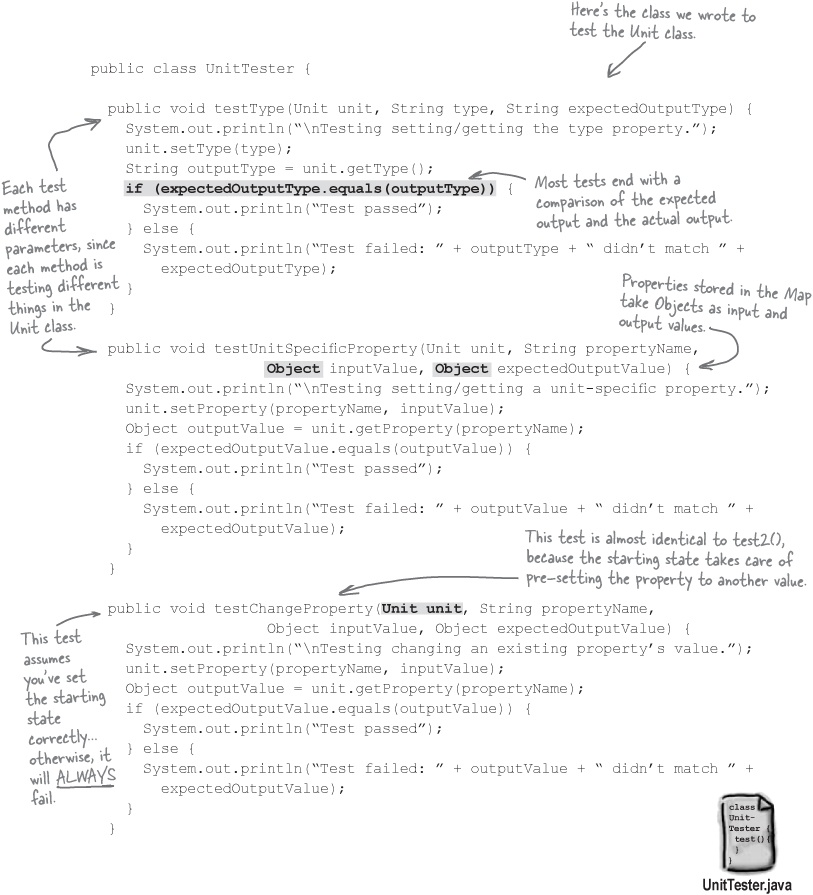 Here's the class we wrote to
test the Unit class.
public class UnitTester {
public void testType(Unit unit, String type, String expectedOutputType) {
System.out.println(“\nTesting setting/getting the type property.”);
unit.setType(type);
String outputType = unit.getType();
if (expectedOutputType.equals(outputType)) {
System.out.println(“Test passed”);
} else {
System.out.println(“Test failed: ” + outputType + “ didn’t match ” +
expectedOutputType);
}
}
Each test
method has
different
parameters, since
each method is
testing different
things in the
Unit class.
Most tests end with a
comparison of the expected
output and the actual output.
Properties stored in the Map
take Objects as input and
output values.
public void testUnitSpecificProperty(Unit unit, String propertyName,
Object inputValue, Object expectedOutputValue) {
System.out.println(“\nTesting setting/getting a unit-specific property.”);
unit.setProperty(propertyName, inputValue);
Object outputValue = unit.getProperty(propertyName);
if (expectedOutputValue.equals(outputValue)) {
System.out.println(“Test passed”);
} else {
System.out.println(“Test failed: ” + outputValue + “ didn’t match ” +
expectedOutputValue);
}
}
This test is almost identical to test2(),
because the starting state takes care of
pre-setting the property to another value.
public void testChangeProperty(Unit unit, String propertyName,
Object inputValue, Object expectedOutputValue) {
System.out.println(“\nTesting changing an existing property’s value.”);
unit.setProperty(propertyName, inputValue);
Object outputValue = unit.getProperty(propertyName);
if (expectedOutputValue.equals(outputValue)) {
System.out.println(“Test passed”);
} else {
System.out.println(“Test failed: ” + outputValue + “ didn’t match ” +
expectedOutputValue);
}
}
This test
assumes
you've set
the starting
state
correctly...
otherwise, it
will ALWAYS
fail.
class
Unit-
Tester {
test(){
}
}
UnitTester.java